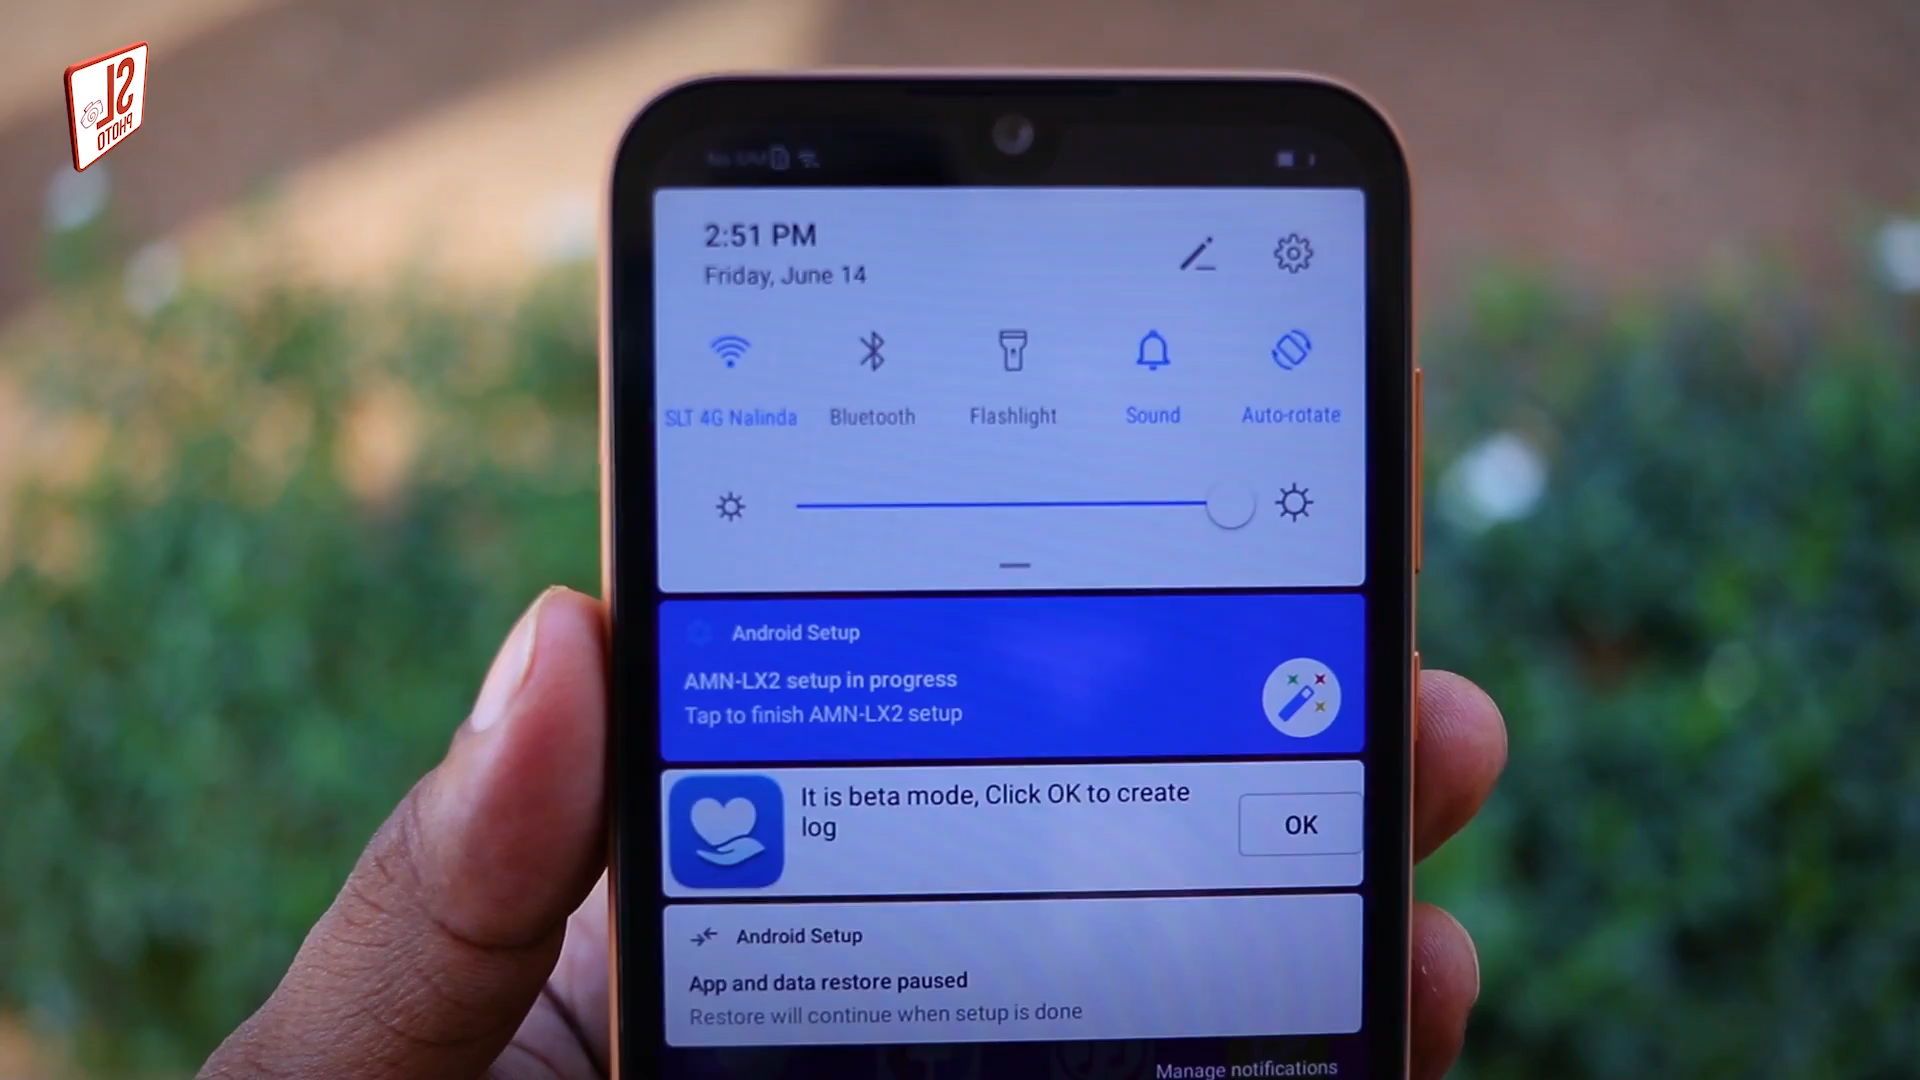 SL
PHOTO
2:51 PM
Friday, June 14
SLT 4G Nalinda
Bluetooth
Flashlight
Sound
Auto-rotate
Android Setup
AMN-LX2 setup in progress
Tap to finish AMN-LX2 setup
It is beta mode, Click OK to create
log
OK
Android Setup
App and data restore paused
Restore will continue when setup is done
Manage notifications